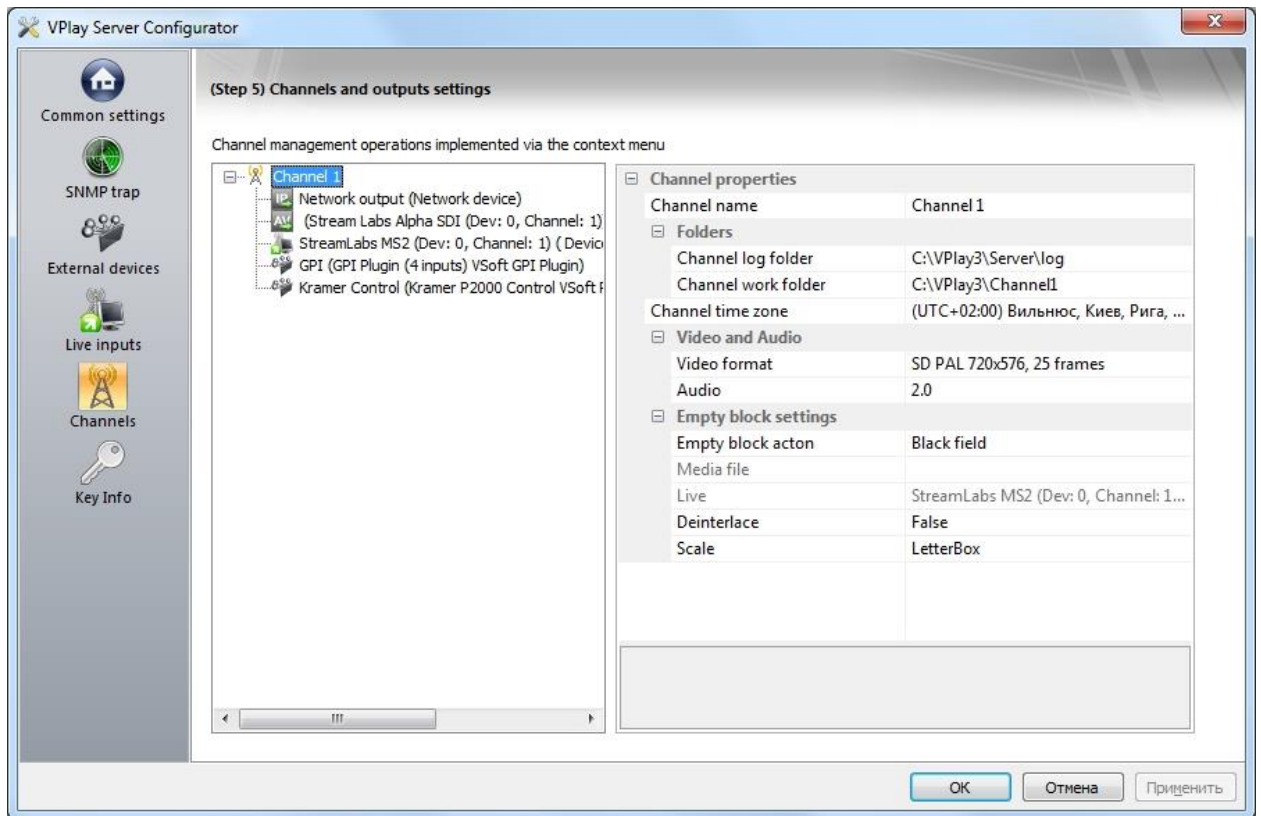 VPlay Server Configurator
Common settings
SNMP trap
External devices
Live inputs
Channels
Key Info
(Step 5) Channels and outputs settings
Channel management operations implemented via the context menu
Channel 1
Network output (Network device)
(Stream Labs Alpha SDI (Dev: 0, Channel: 1)
StreamLabs MS2 (Dev: 0, Channel: 1) ( Device
GPI (GPI Plugin (4 inputs) VSoft GPI Plugin)
Kramer Control (Kramer P2000 Control VSoft P
Channel properties
Channel name Channel 1
Folders
Channel log folder C:\VPlay3\Server\log
Channel work folder C:\VPlay3\Channel1
Channel time zone (UTC+02:00) Вильнюс, Киев, Рига, ...
Video and Audio
Video format SD PAL 720x576, 25 frames
Audio 2.0
Empty block settings
Empty block acton Black field
Media file
Live StreamLabs MS2 (Dev: 0, Channel: 1...
Deinterlace False
Scale LetterBox
OK Отмена Применить